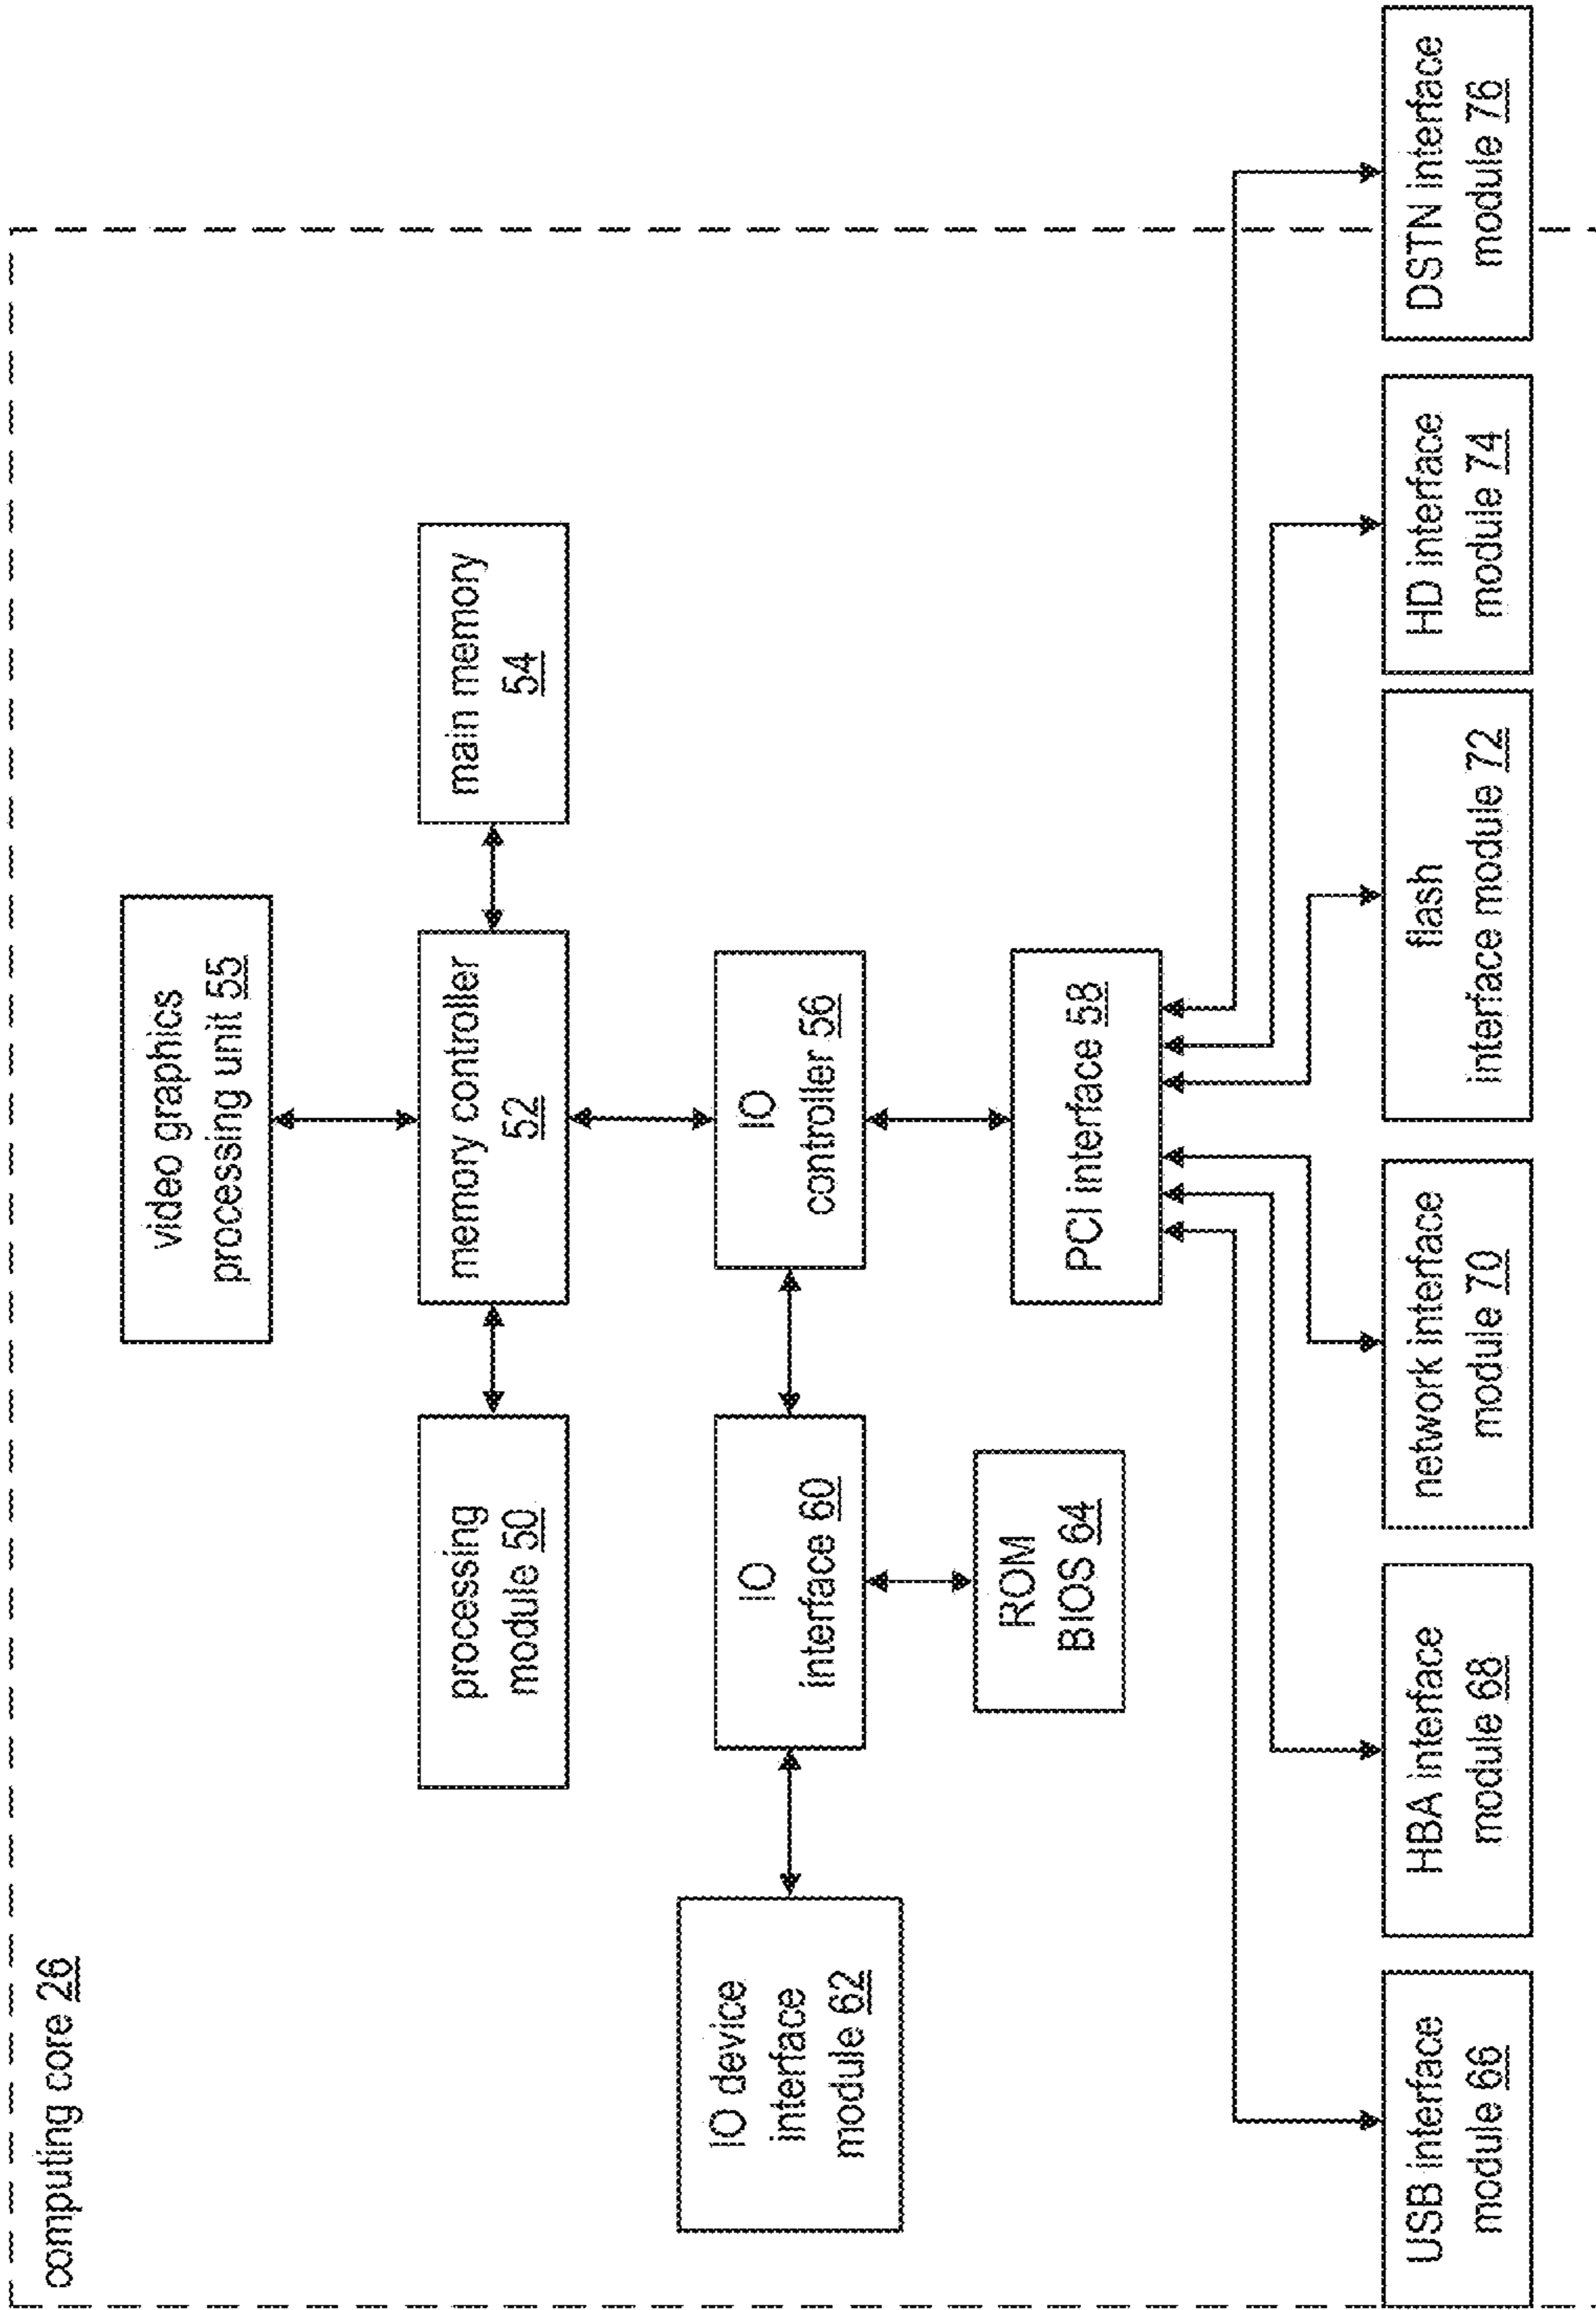 computing core 26
video graphics
processing unit 55
processing
module 50
memory controller
52
main memory
54
IO device
interface
module 62
IO
interface 60
IO
controller 56
ROM
BIOS 64
PCI interface 58
USB interface
module 66
HBA interface
module 68
network interface
module 70
flash
interface module 72
HD interface
module 74
DSTN interface
module 76